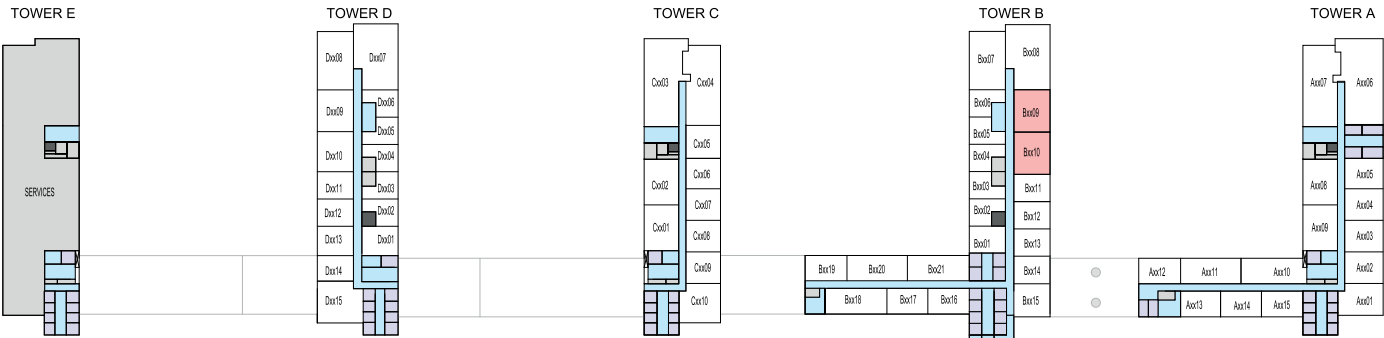 TOWER E
TOWER D
TOWER C
TOWER B
TOWER A
SERVICES
Dxx08
Dxx07
Dxx09
Dxx06
Dxx05
Dxx10
Dxx04
Dxx11
Dxx03
Dxx12
Dxx02
Dxx13
Dxx01
Dxx14
Dxx15
Cxx03
Cxx04
Cxx05
Cxx02
Cxx06
Cxx07
Cxx01
Cxx08
Cxx09
Cxx10
Bxx07
Bxx08
Bxx06
Bxx09
Bxx05
Bxx04
Bxx10
Bxx03
Bxx11
Bxx02
Bxx12
Bxx01
Bxx13
Bxx19
Bxx20
Bxx21
Bxx14
Bxx18
Bxx17
Bxx16
Bxx15
Axx07
Axx06
Axx05
Axx08
Axx04
Axx09
Axx03
Axx12
Axx11
Axx10
Axx02
Axx13
Axx14
Axx15
Axx01